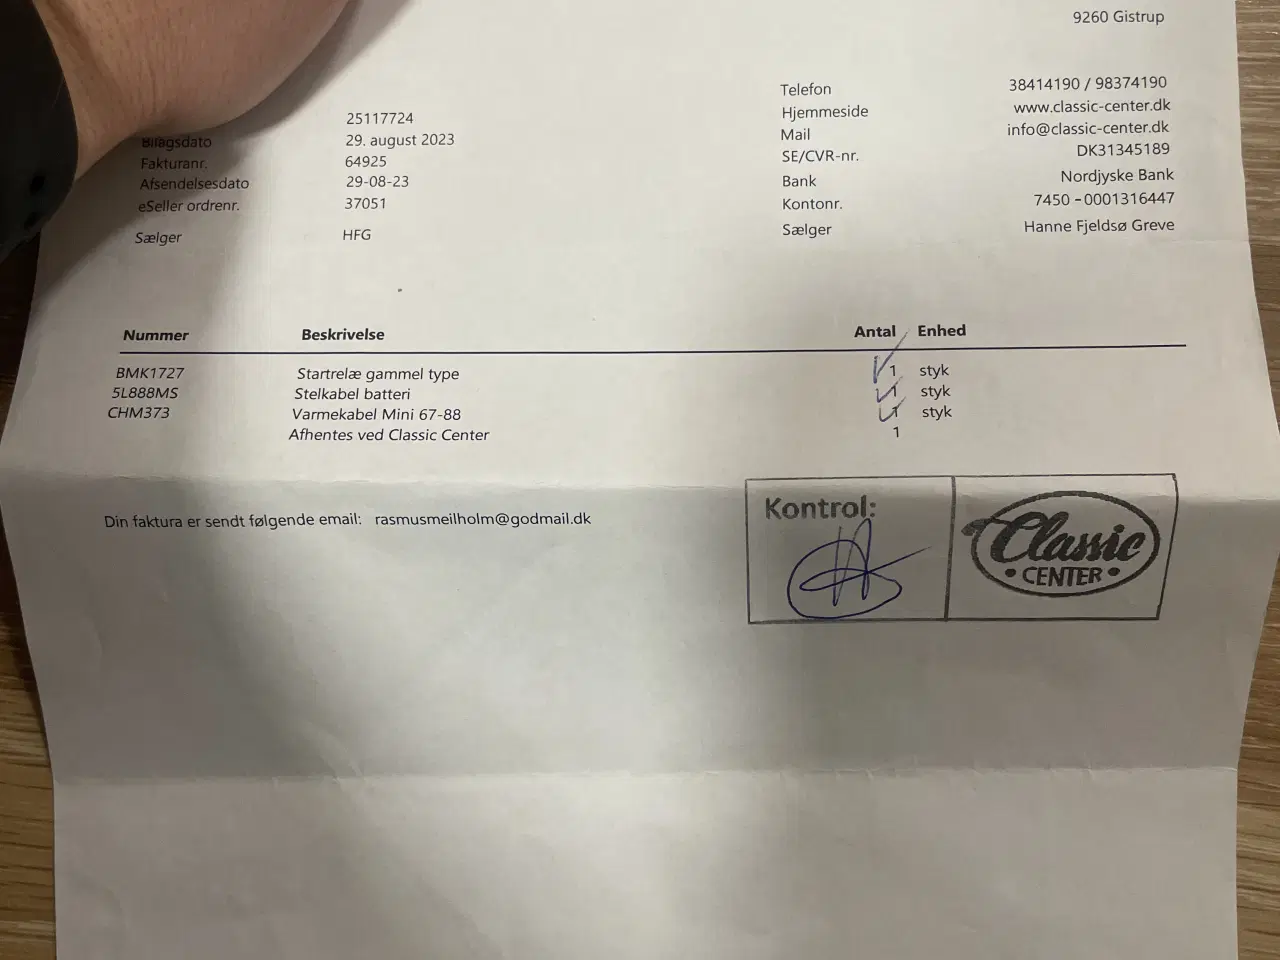 9260 Gistrup
Telefon 38414190 / 98374190
Hjemmeside www.classic-center.dk
Mail info@classic-center.dk
SE/CVR-nr. DK31345189
Bank Nordjyske Bank
Kontonr. 7450 - 0001316447
Sælger Hanne Fjeldsø Greve
25117724
Bilagsdato 29. august 2023
Fakturanr. 64925
Afsendelsesdato 29-08-23
eSeller ordrenr. 37051
Sælger HFG
Nummer Beskrivelse Antal Enhed
BMK1727 Startrelæ gammel type 1 styk
5L888MS Stelkabel batteri 1 styk
CHM373 Varmekabel Mini 67-88 1 styk
Afhentes ved Classic Center 1
Din faktura er sendt følgende email: rasmusmeilholm@godmail.dk
Kontrol:
Classic
• CENTER •